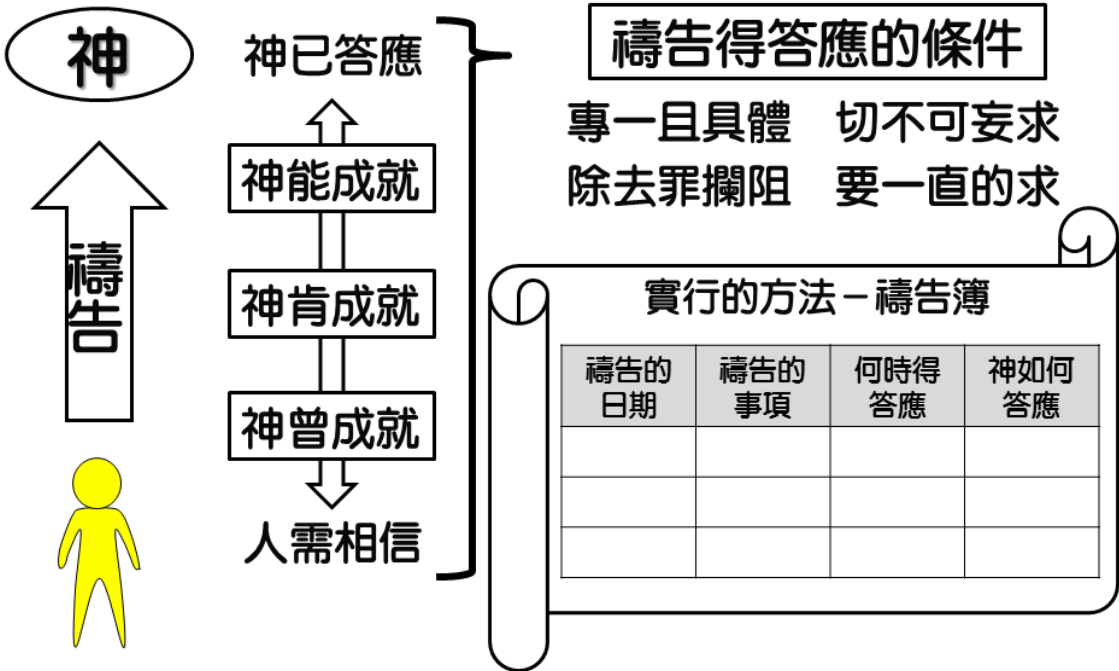 神
禱告
神已答應
神能成就
神肯成就
神曾成就
人需相信
禱告得答應的條件
專一且具體 切不可妄求
除去罪攔阻 要一直的求
實行的方法－禱告簿
禱告的
日期
禱告的
事項
何時得
答應
神如何
答應